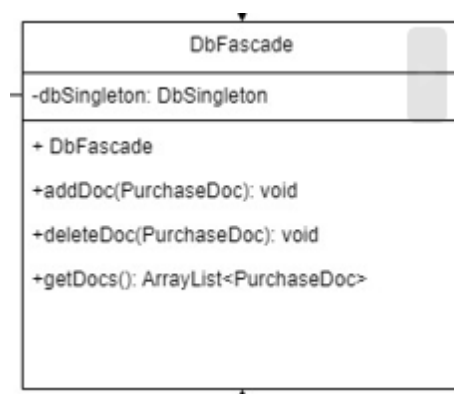 DbFascade
-dbSingleton: DbSingleton
+ DbFascade
+addDoc(PurchaseDoc): void
+deleteDoc(PurchaseDoc): void
+getDocs(): ArrayList<PurchaseDoc>